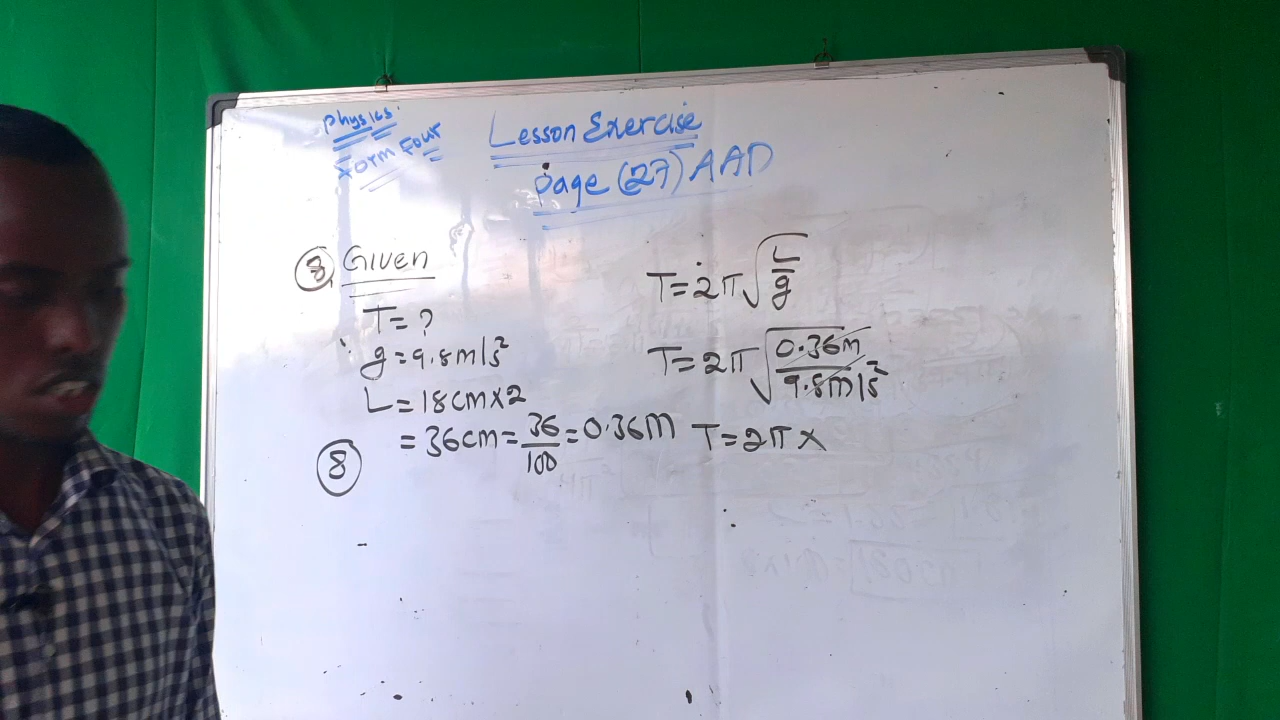 Physics
Form Four
Lesson Exercise
Page (27) AAD
8 Given
T = ?
g = 9.8m/s²
L = 18cm×2
= 36cm = 36/100 = 0.36m
8
T = 2π√(L/g)
T = 2π√(0.36m/9.8m/s²)
T = 2π×